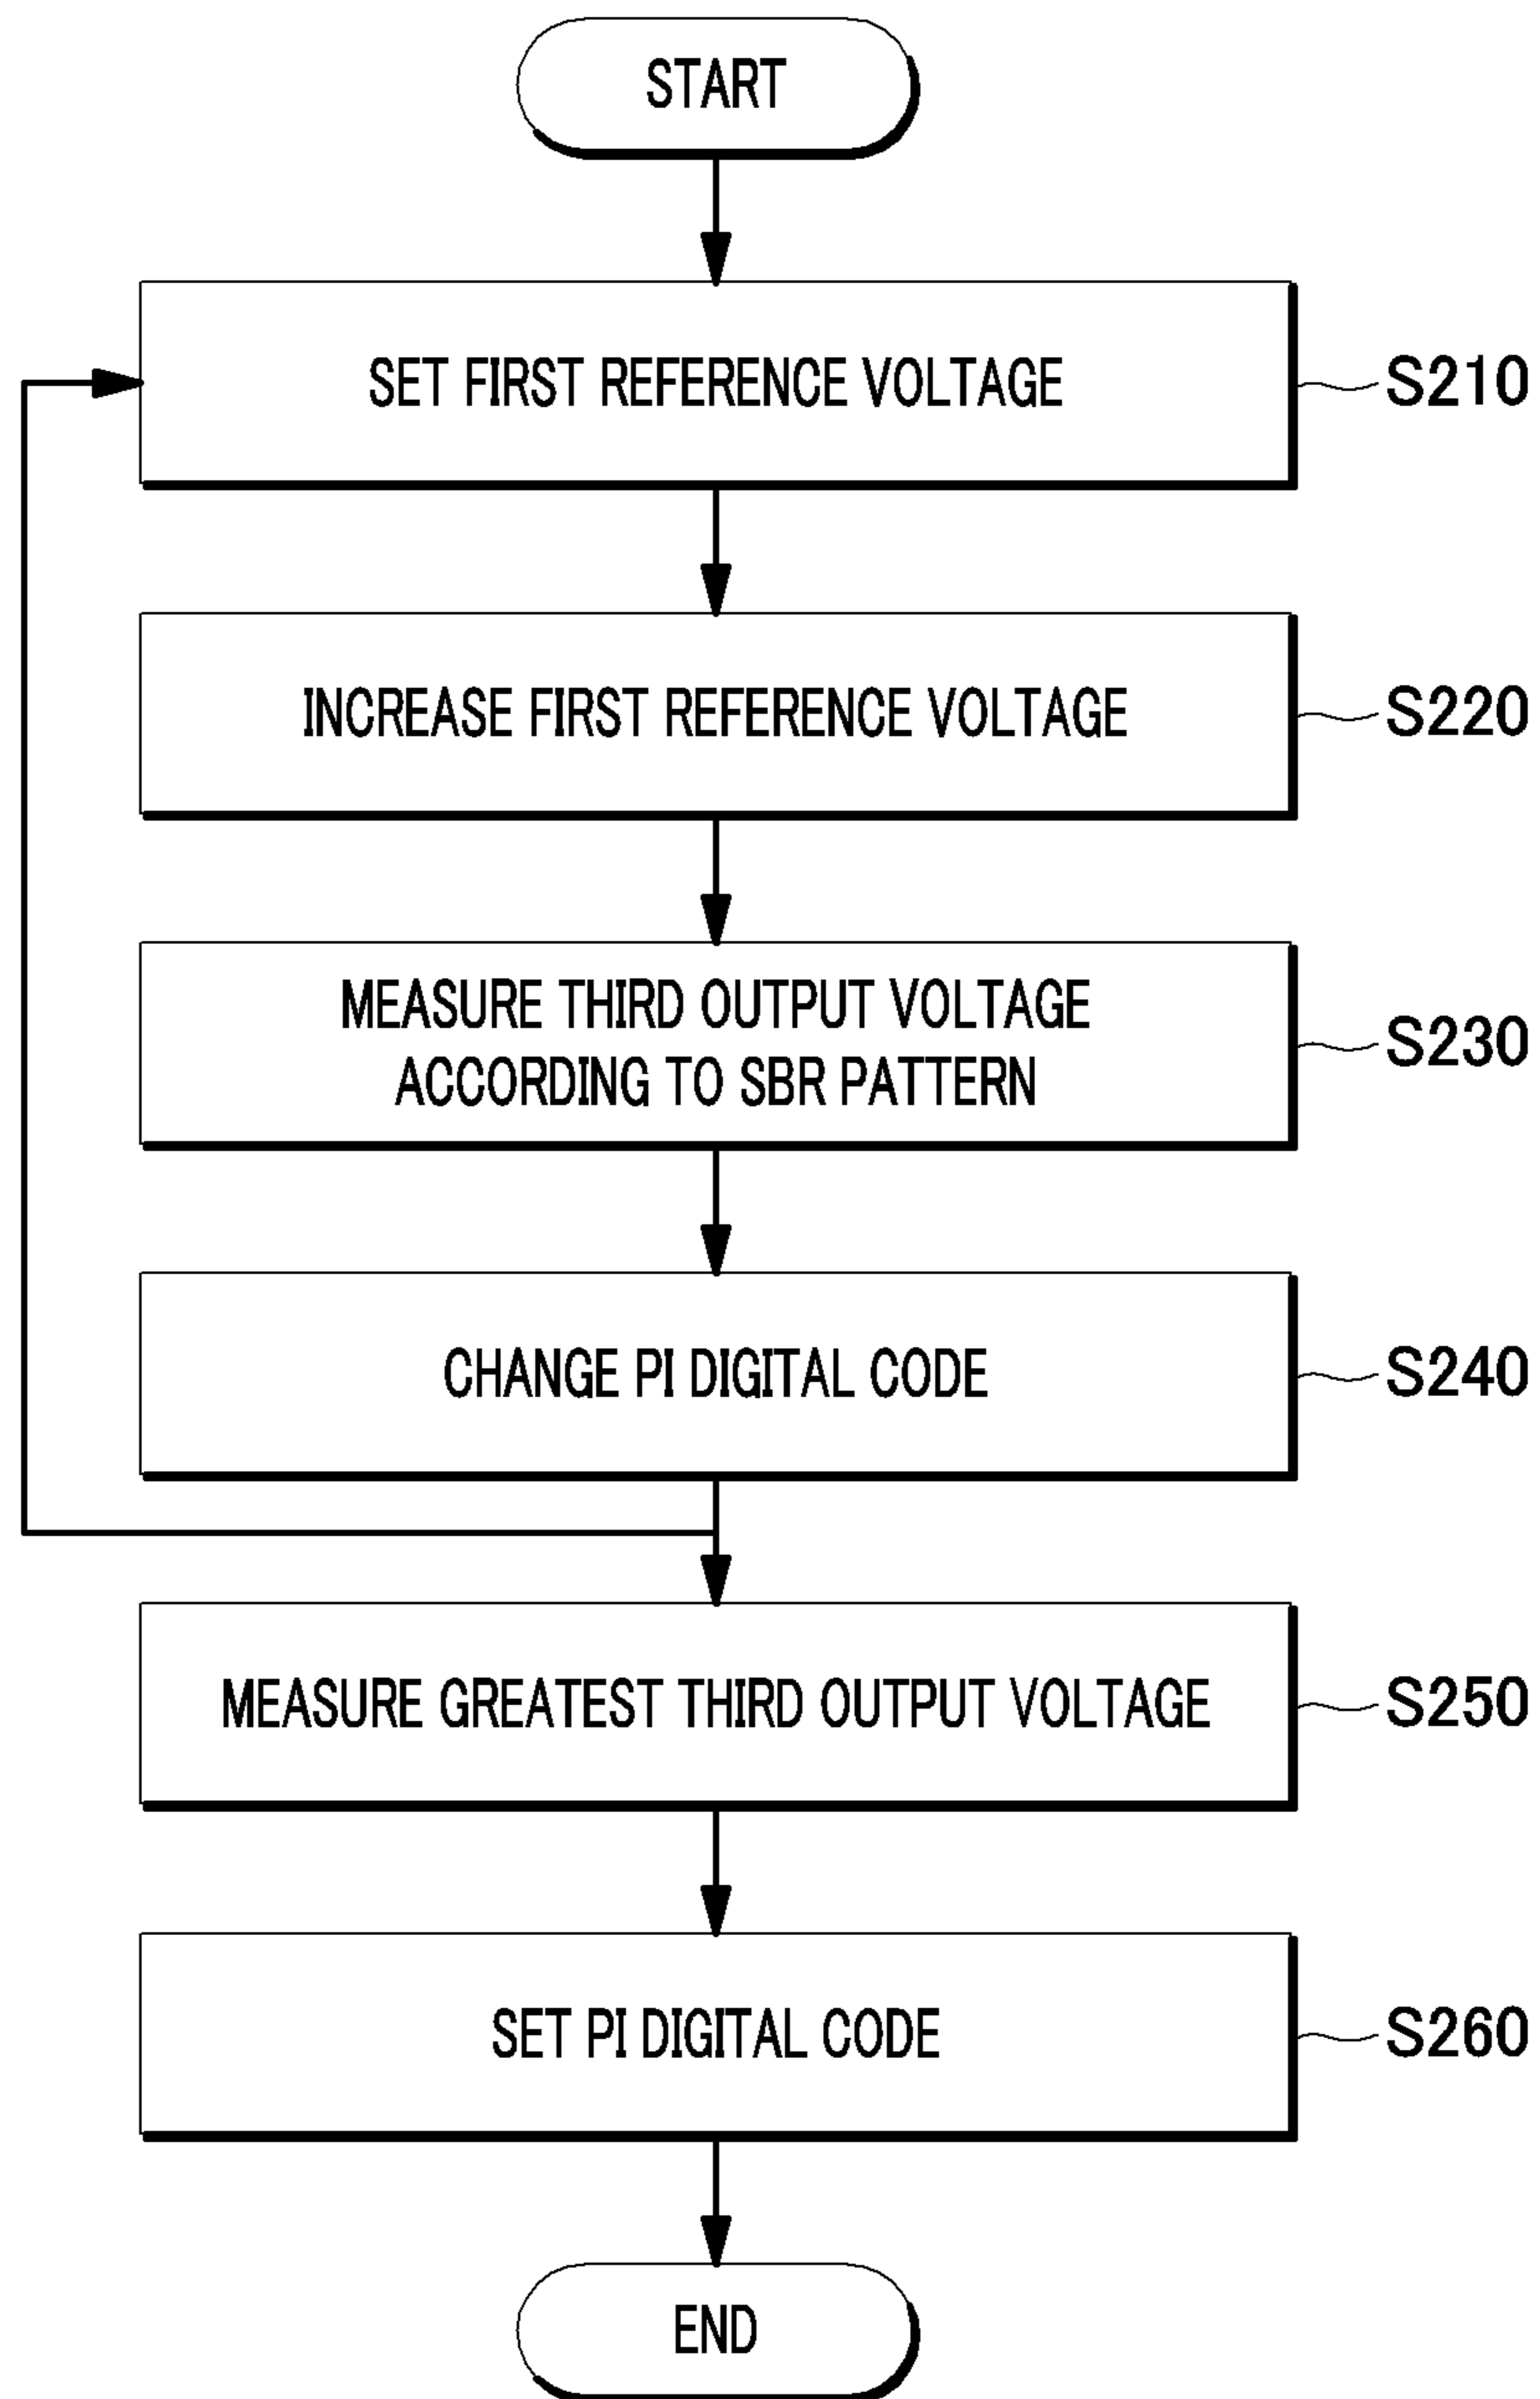 START
SET FIRST REFERENCE VOLTAGE
S210
INCREASE FIRST REFERENCE VOLTAGE
S220
MEASURE THIRD OUTPUT VOLTAGE
ACCORDING TO SBR PATTERN
S230
CHANGE PI DIGITAL CODE
S240
MEASURE GREATEST THIRD OUTPUT VOLTAGE
S250
SET PI DIGITAL CODE
S260
END